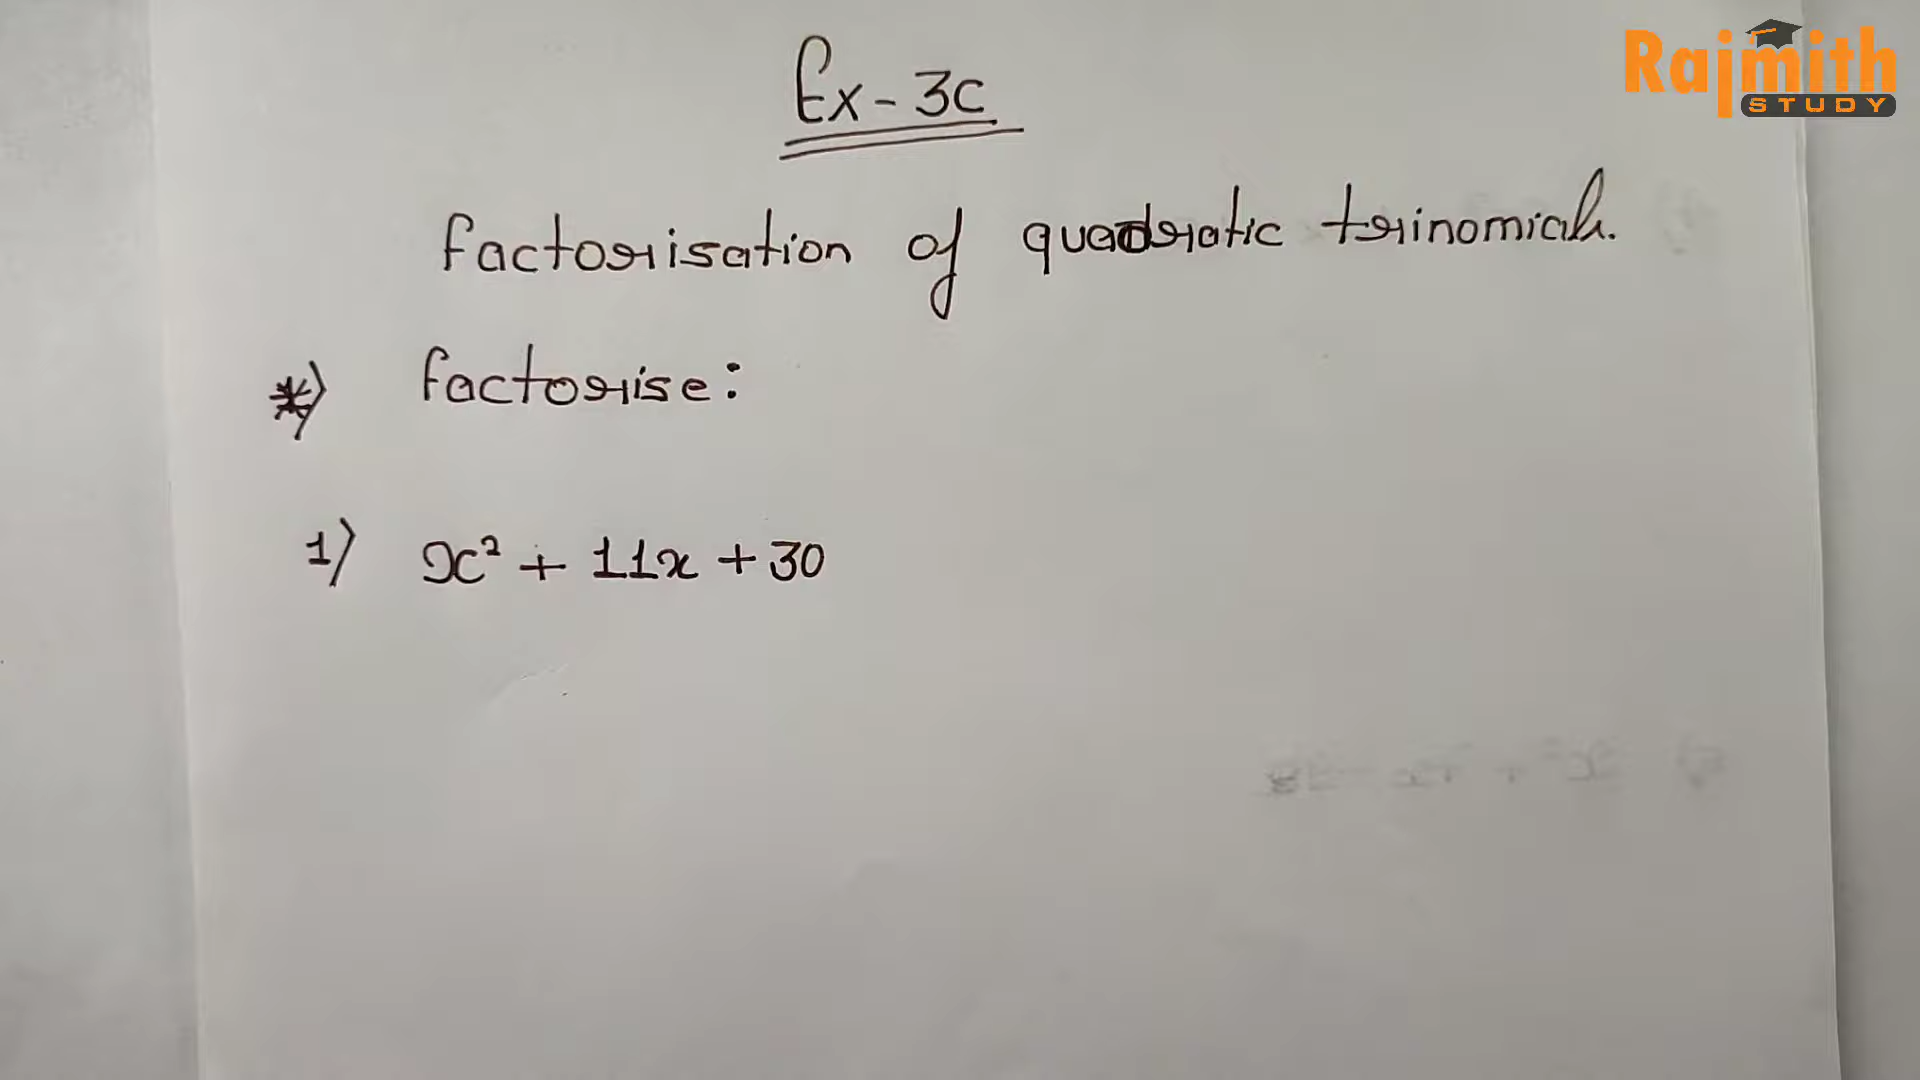 Rajmith
STUDY
Ex - 3C
factorisation of quadratic trinomials.
*) factorise:
1) x² + 11x + 30